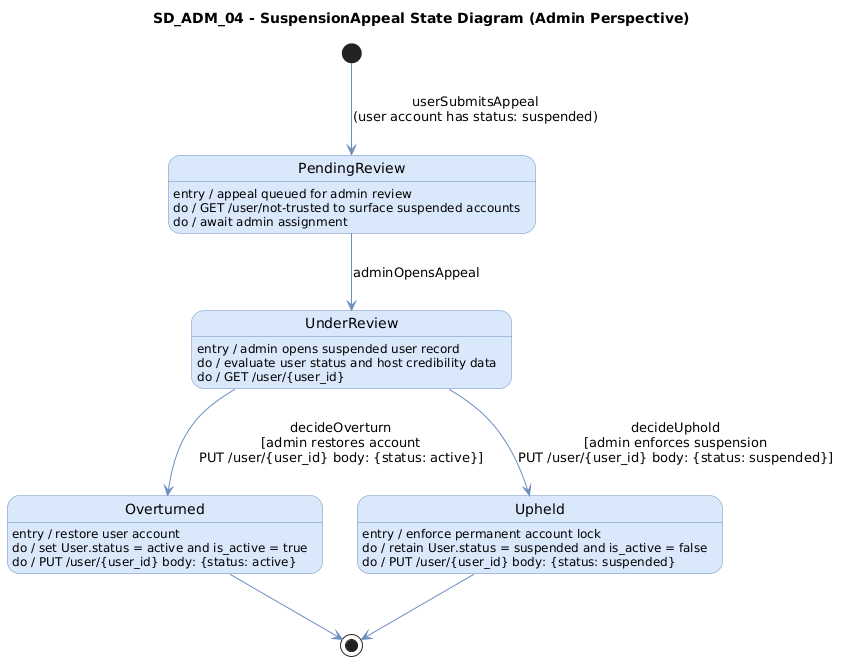 SD_ADM_04 - SuspensionAppeal State Diagram (Admin Perspective)
userSubmitsAppeal
(user account has status: suspended)
PendingReview
entry / appeal queued for admin review
do / GET /user/not-trusted to surface suspended accounts
do / await admin assignment
adminOpensAppeal
UnderReview
entry / admin opens suspended user record
do / evaluate user status and host credibility data
do / GET /user/{user_id}
decideOverturn
[admin restores account
PUT /user/{user_id} body: {status: active}]
decideUphold
[admin enforces suspension
PUT /user/{user_id} body: {status: suspended}]
Overturned
entry / restore user account
do / set User.status = active and is_active = true
do / PUT /user/{user_id} body: {status: active}
Upheld
entry / enforce permanent account lock
do / retain User.status = suspended and is_active = false
do / PUT /user/{user_id} body: {status: suspended}